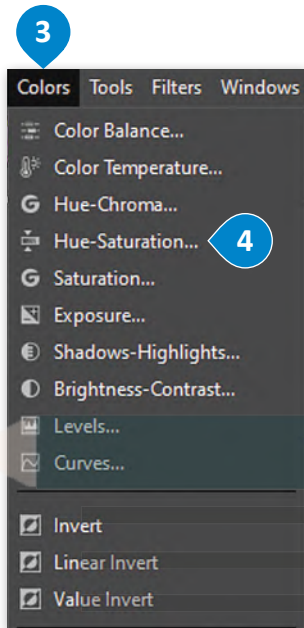 3
Colors Tools Filters Windows
Color Balance...
Color Temperature...
Hue-Chroma...
Hue-Saturation... 4
Saturation...
Exposure...
Shadows-Highlights...
Brightness-Contrast...
Levels...
Curves...
Invert
Linear Invert
Value Invert